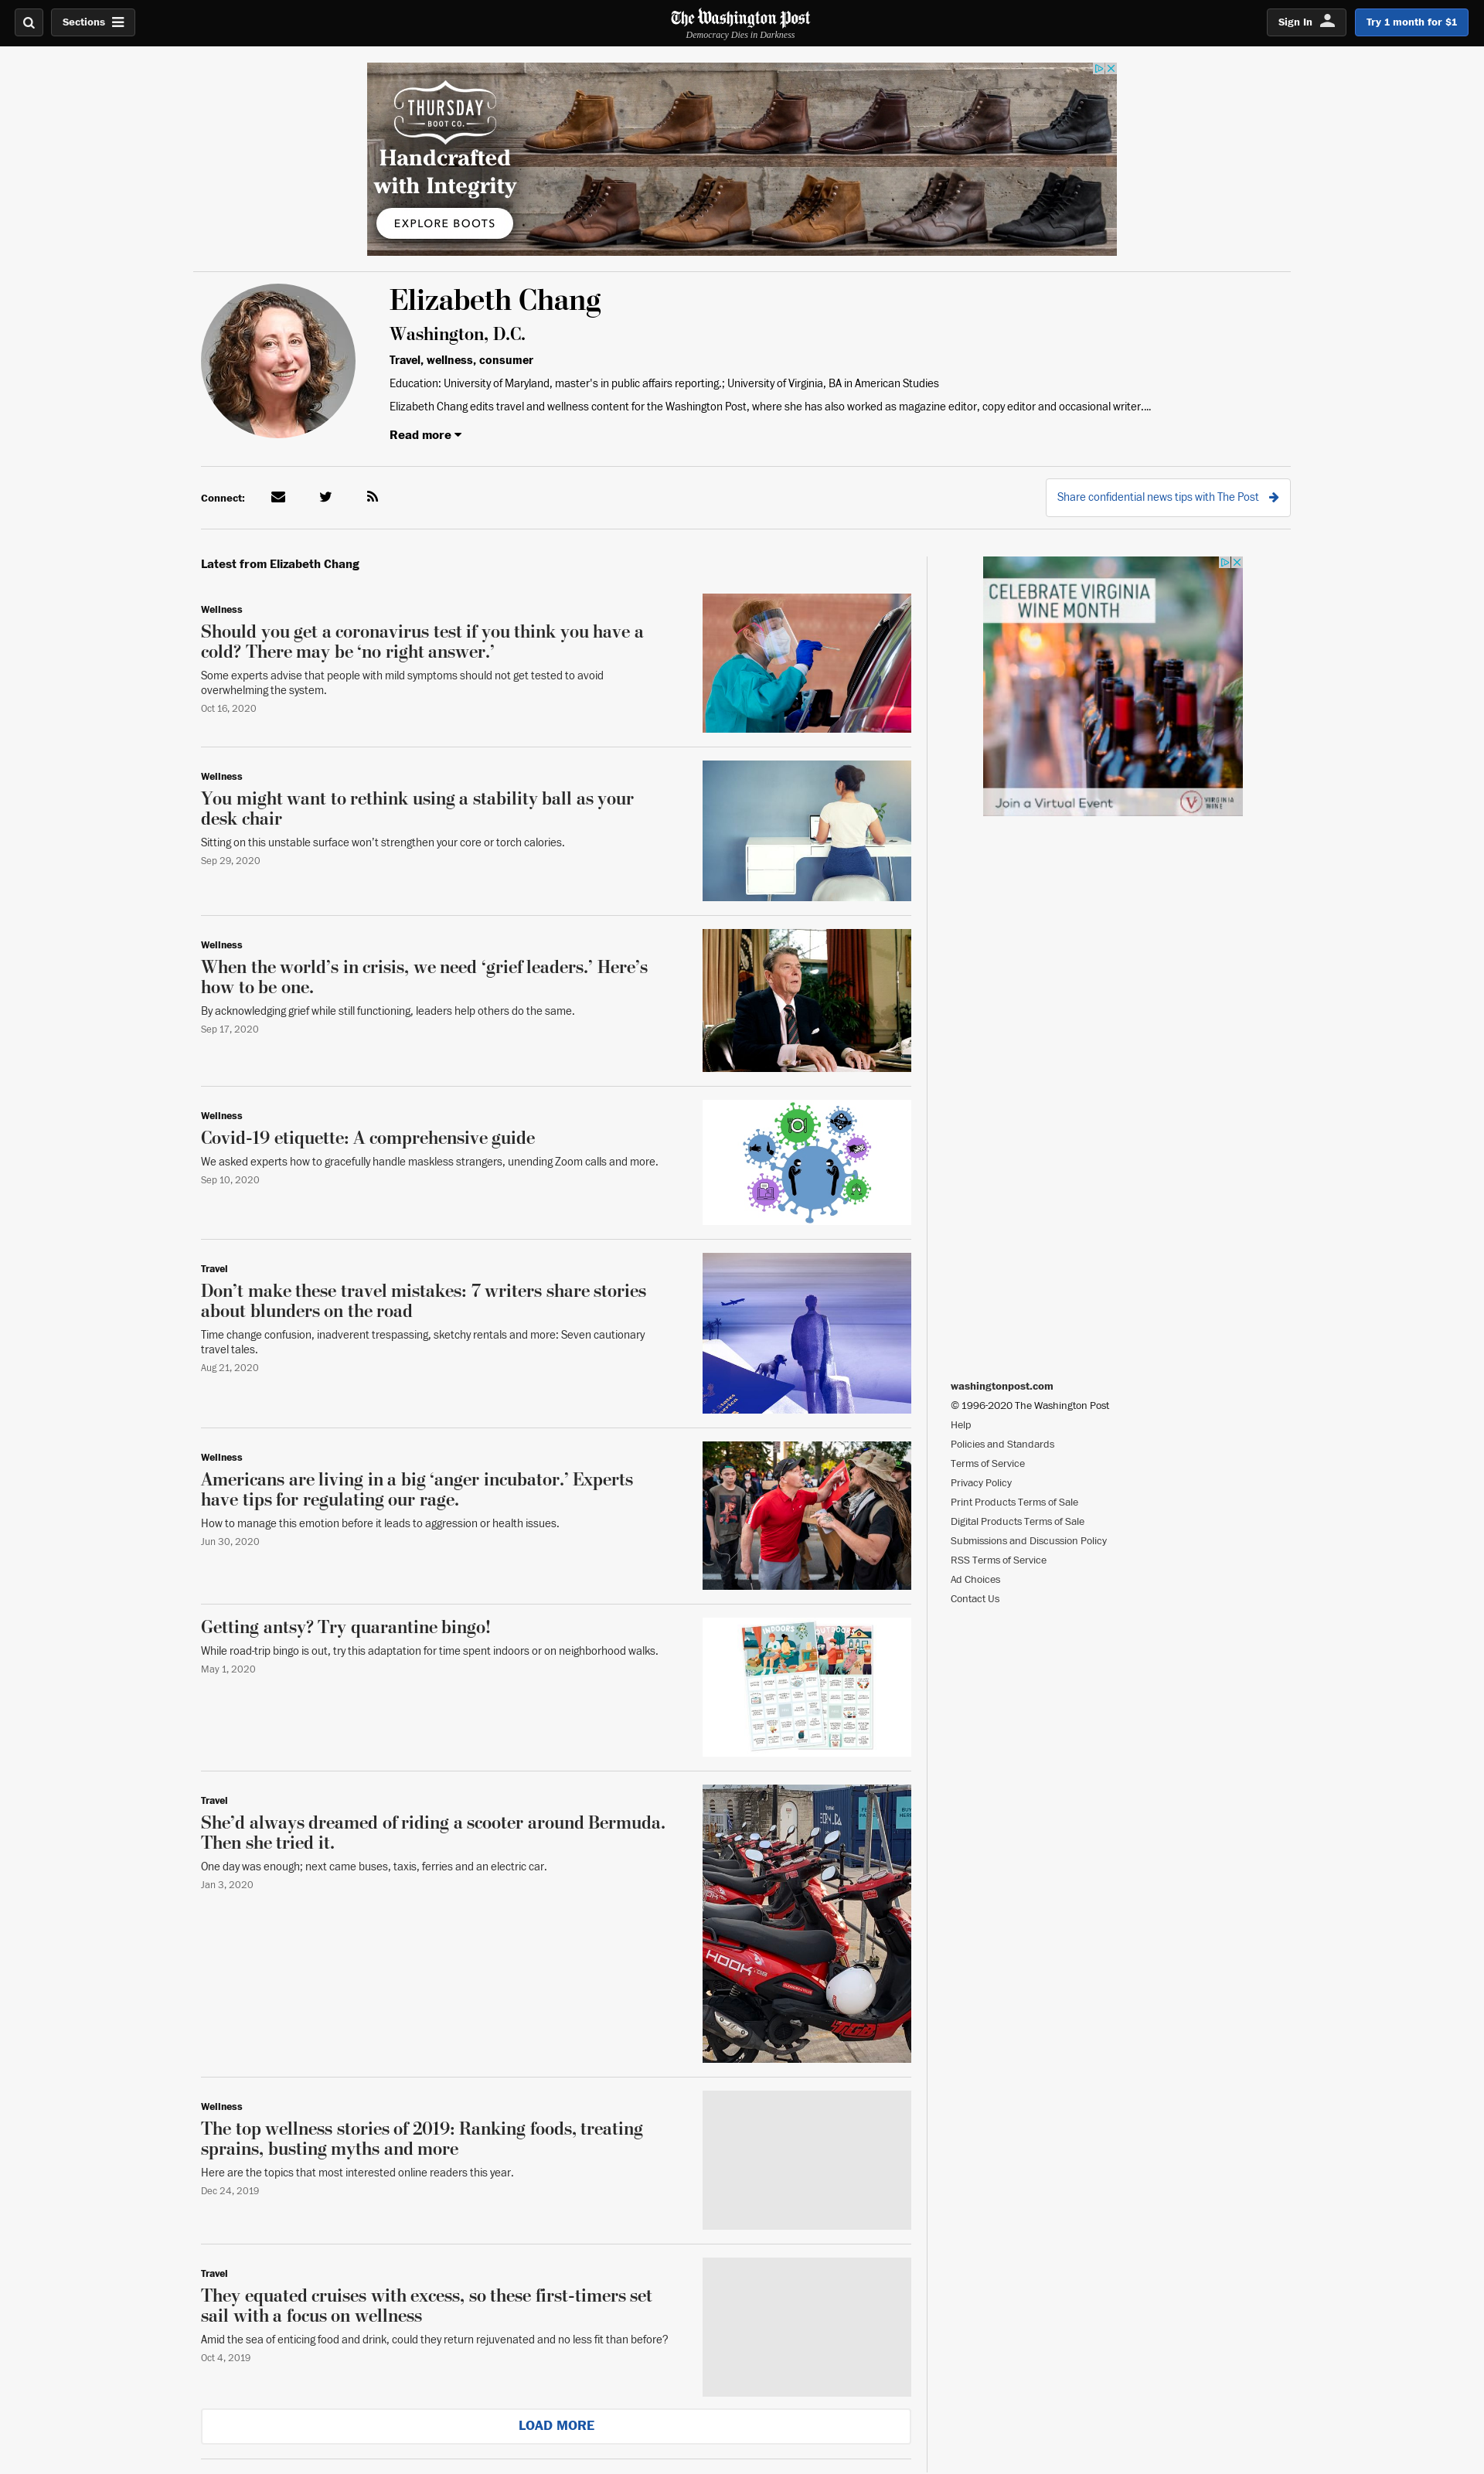 Sections
The Washington Post
Democracy Dies in Darkness
Sign In
Try 1 month for $1
THURSDAY
BOOT CO.
Handcrafted
with Integrity
EXPLORE BOOTS
Elizabeth Chang
Washington, D.C.
Travel, wellness, consumer
Education: University of Maryland, master's in public affairs reporting.; University of Virginia, BA in American Studies
Elizabeth Chang edits travel and wellness content for the Washington Post, where she has also worked as magazine editor, copy editor and occasional writer....
Read more
Connect:
Share confidential news tips with The Post
Latest from Elizabeth Chang
Wellness
Should you get a coronavirus test if you think you have a
cold? There may be ‘no right answer.’
Some experts advise that people with mild symptoms should not get tested to avoid
overwhelming the system.
Oct 16, 2020
CELEBRATE VIRGINIA
WINE MONTH
Join a Virtual Event
VIRGINIA
WINE
Wellness
You might want to rethink using a stability ball as your
desk chair
Sitting on this unstable surface won’t strengthen your core or torch calories.
Sep 29, 2020
Wellness
When the world’s in crisis, we need ‘grief leaders.’ Here’s
how to be one.
By acknowledging grief while still functioning, leaders help others do the same.
Sep 17, 2020
Wellness
Covid-19 etiquette: A comprehensive guide
We asked experts how to gracefully handle maskless strangers, unending Zoom calls and more.
Sep 10, 2020
Travel
Don’t make these travel mistakes: 7 writers share stories
about blunders on the road
Time change confusion, inadverent trespassing, sketchy rentals and more: Seven cautionary
travel tales.
Aug 21, 2020
Wellness
Americans are living in a big ‘anger incubator.’ Experts
have tips for regulating our rage.
How to manage this emotion before it leads to aggression or health issues.
Jun 30, 2020
Getting antsy? Try quarantine bingo!
While road-trip bingo is out, try this adaptation for time spent indoors or on neighborhood walks.
May 1, 2020
INDOORS
Travel
She’d always dreamed of riding a scooter around Bermuda.
Then she tried it.
One day was enough; next came buses, taxis, ferries and an electric car.
Jan 3, 2020
HOOK
TGB
Wellness
The top wellness stories of 2019: Ranking foods, treating
sprains, busting myths and more
Here are the topics that most interested online readers this year.
Dec 24, 2019
Travel
They equated cruises with excess, so these first-timers set
sail with a focus on wellness
Amid the sea of enticing food and drink, could they return rejuvenated and no less fit than before?
Oct 4, 2019
LOAD MORE
washingtonpost.com
© 1996-2020 The Washington Post
Help
Policies and Standards
Terms of Service
Privacy Policy
Print Products Terms of Sale
Digital Products Terms of Sale
Submissions and Discussion Policy
RSS Terms of Service
Ad Choices
Contact Us